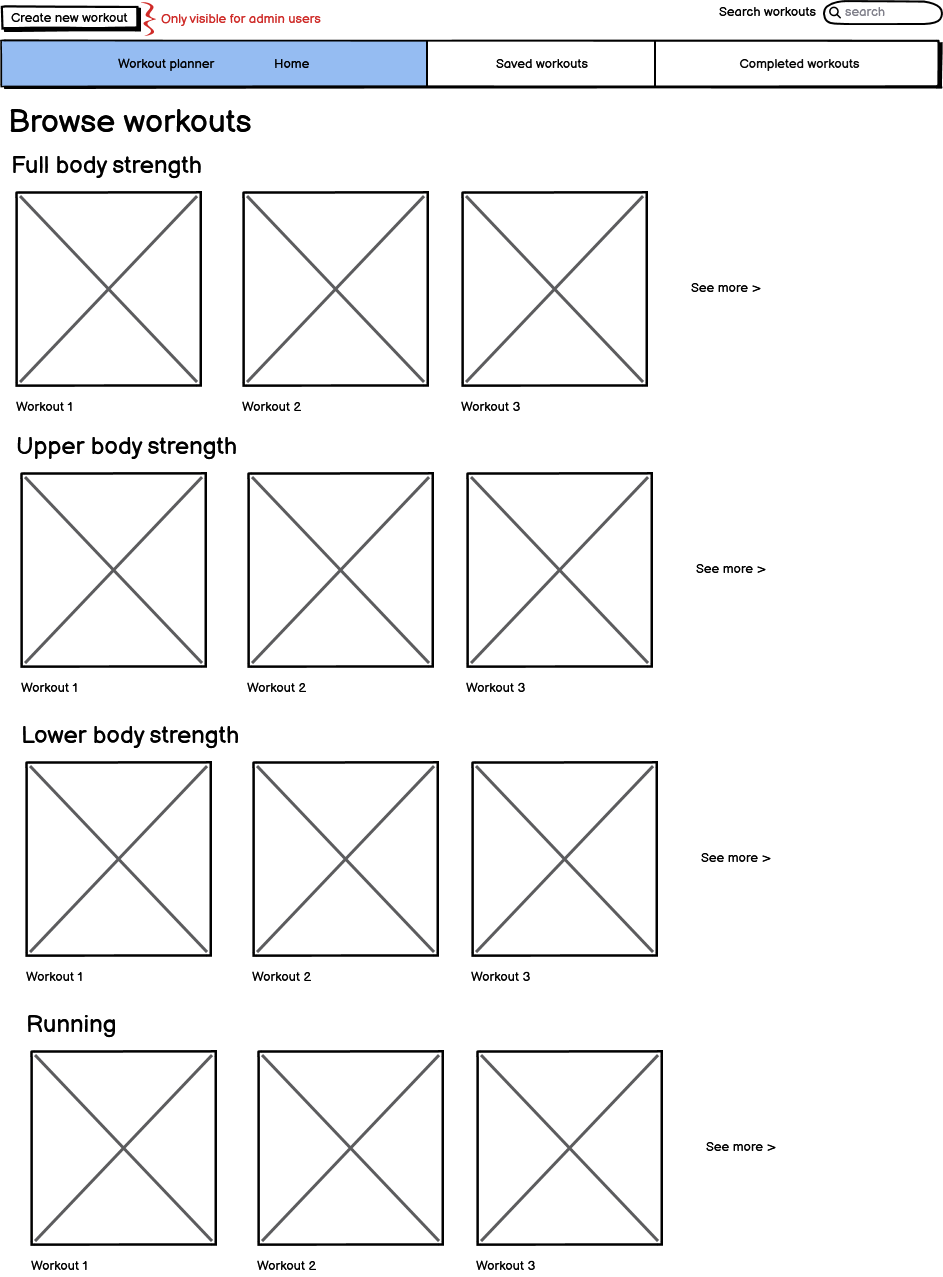 Create new workout
Only visible for admin users
Search workouts
search
Workout planner
Home
Saved workouts
Completed workouts
Browse workouts
Full body strength
See more >
Workout 1
Workout 2
Workout 3
Upper body strength
See more >
Workout 1
Workout 2
Workout 3
Lower body strength
See more >
Workout 1
Workout 2
Workout 3
Running
See more >
Workout 1
Workout 2
Workout 3